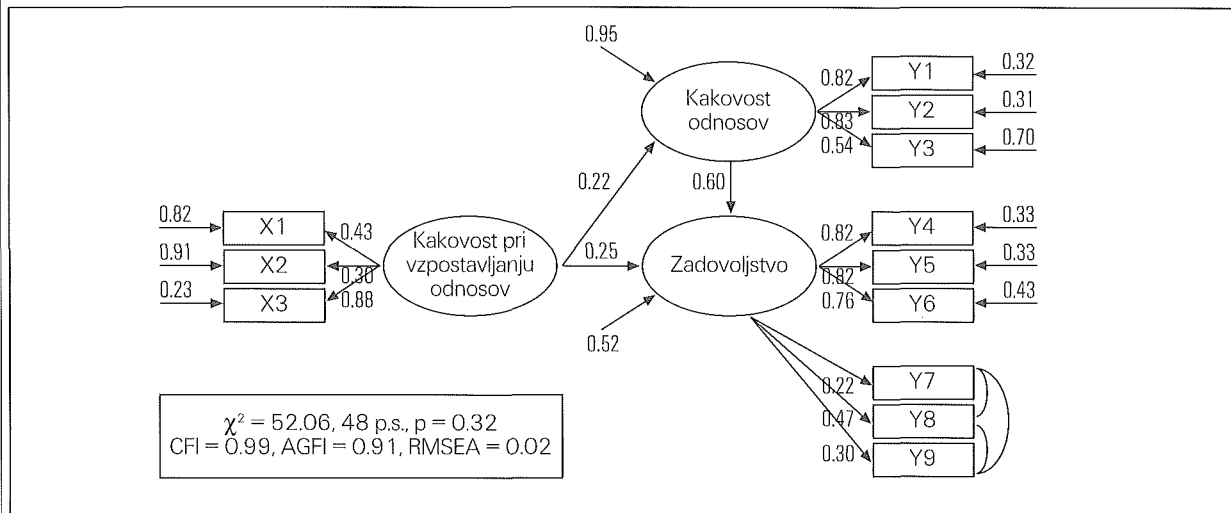 0.95
Kakovost
odnosov
0.82
0.83
0.54
Y1
Y2
Y3
0.32
0.31
0.70
0.22
0.60
0.82
0.91
0.23
X1
X2
X3
0.43
0.30
0.88
Kakovost pri
vzpostavljanju
odnosov
0.25
Zadovoljstvo
0.52
0.82
0.82
0.76
Y4
Y5
Y6
0.33
0.33
0.43
0.22
0.47
0.30
Y7
Y8
Y9
χ² = 52.06, 48 p.s., p = 0.32
CFI = 0.99, AGFI = 0.91, RMSEA = 0.02